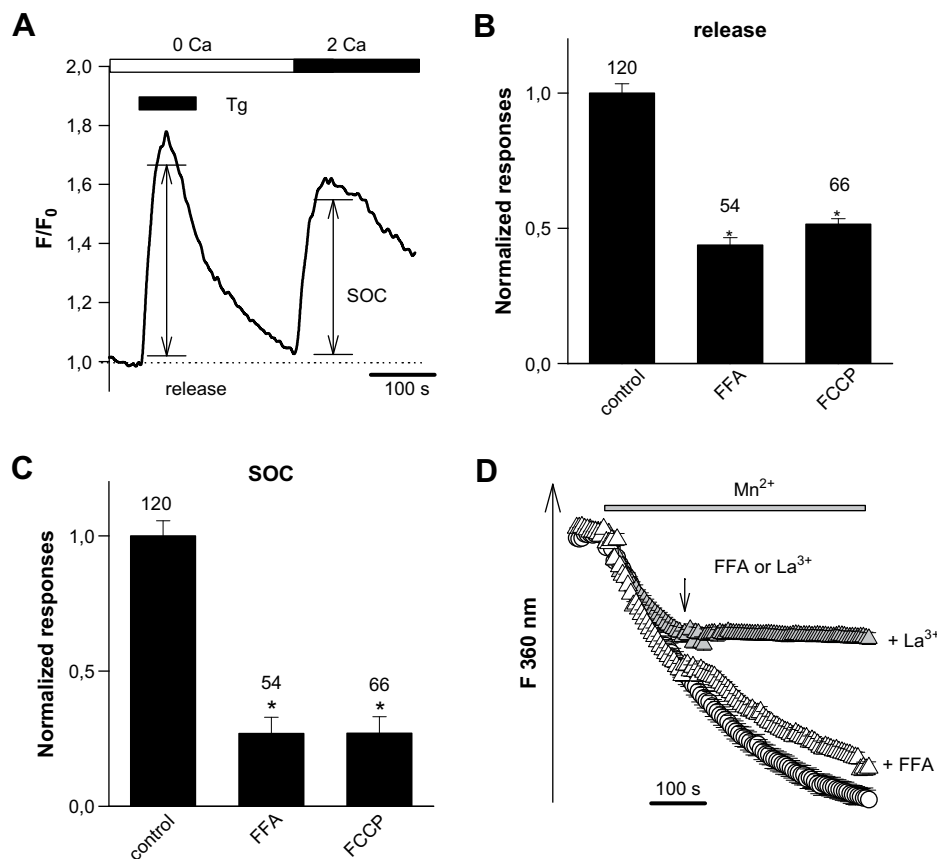 A
0 Ca
2 Ca
2,0
1,8
1,6
1,4
1,2
1,0
F/F0
Tg
SOC
release
100 s
B
release
Normalized responses
1,0
0,5
0,0
120
54
*
66
*
control
FFA
FCCP
C
SOC
Normalized responses
1,0
0,5
0,0
120
54
*
66
*
control
FFA
FCCP
D
Mn2+
FFA or La3+
F 360 nm
+ La3+
+ FFA
100 s